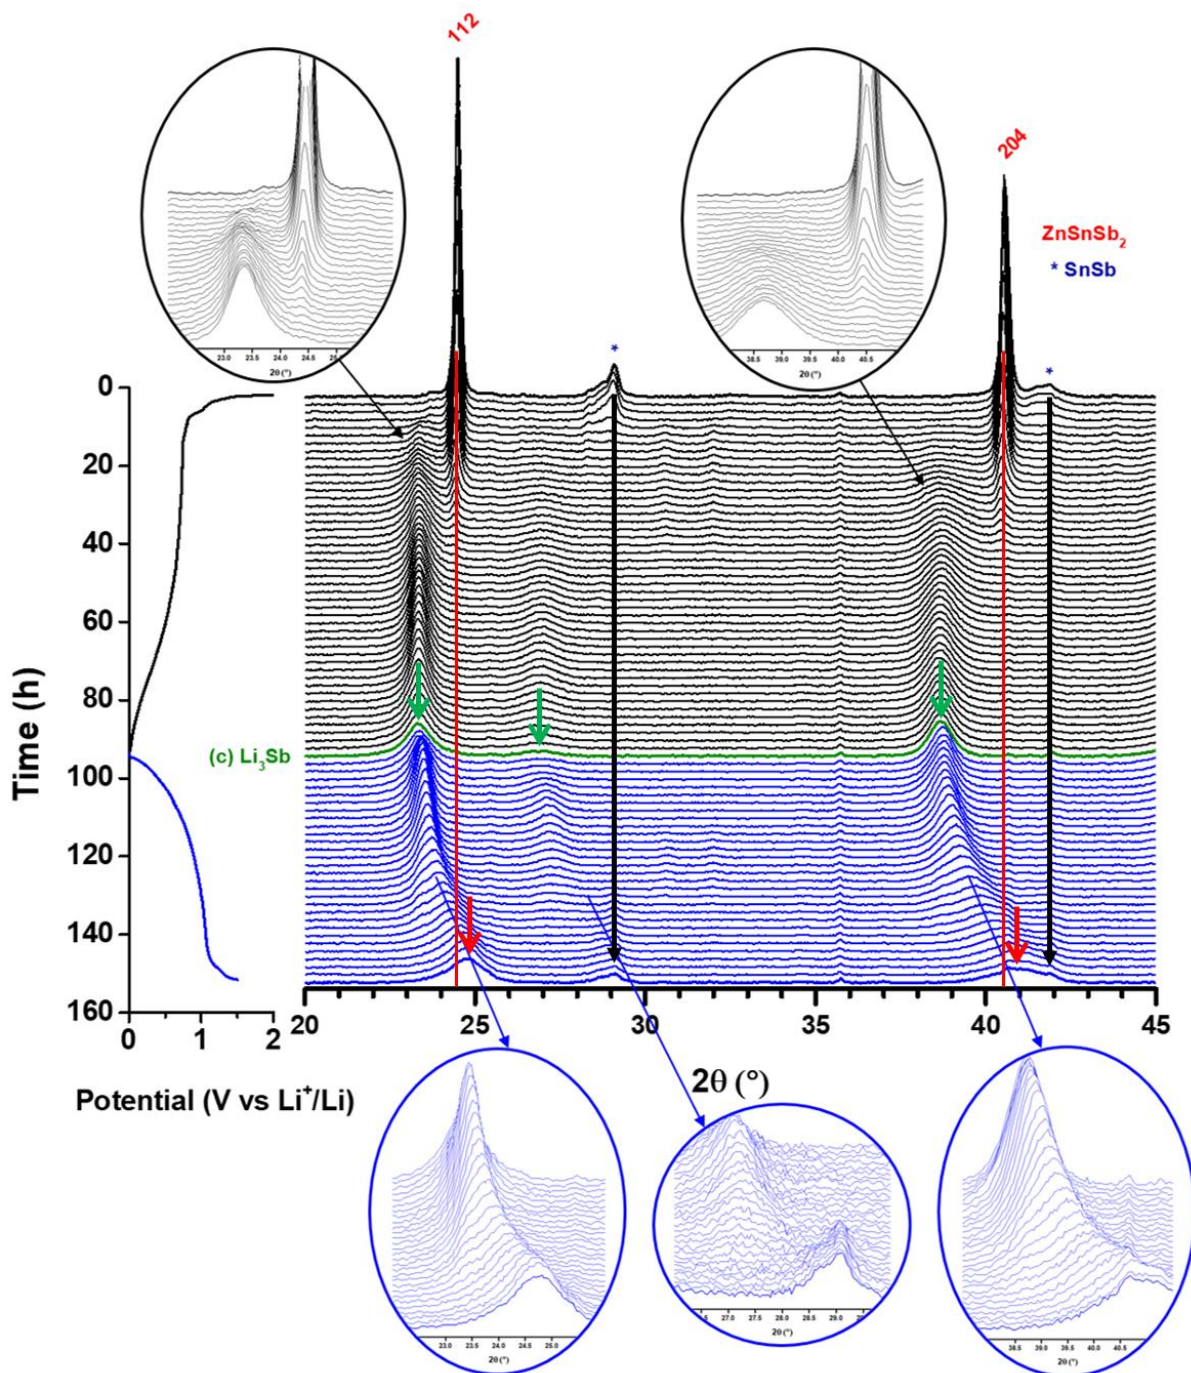 112
204
ZnSnSb₂
* SnSb
23.0 23.5 24.0 24.5
2θ (°)
38.5 39.0 39.5 40.0 40.5
2θ (°)
*
*
0
20
40
60
80
100
120
140
160
Time (h)
(c) Li₃Sb
0 1 2
20 25 30 35 40 45
Potential (V vs Li⁺/Li)
2θ (°)
23.0 23.5 24.0 24.5 25.0
2θ (°)
27.0 27.5 28.0 28.5 29.0
2θ (°)
38.5 39.0 39.5 40.0 40.5
2θ (°)